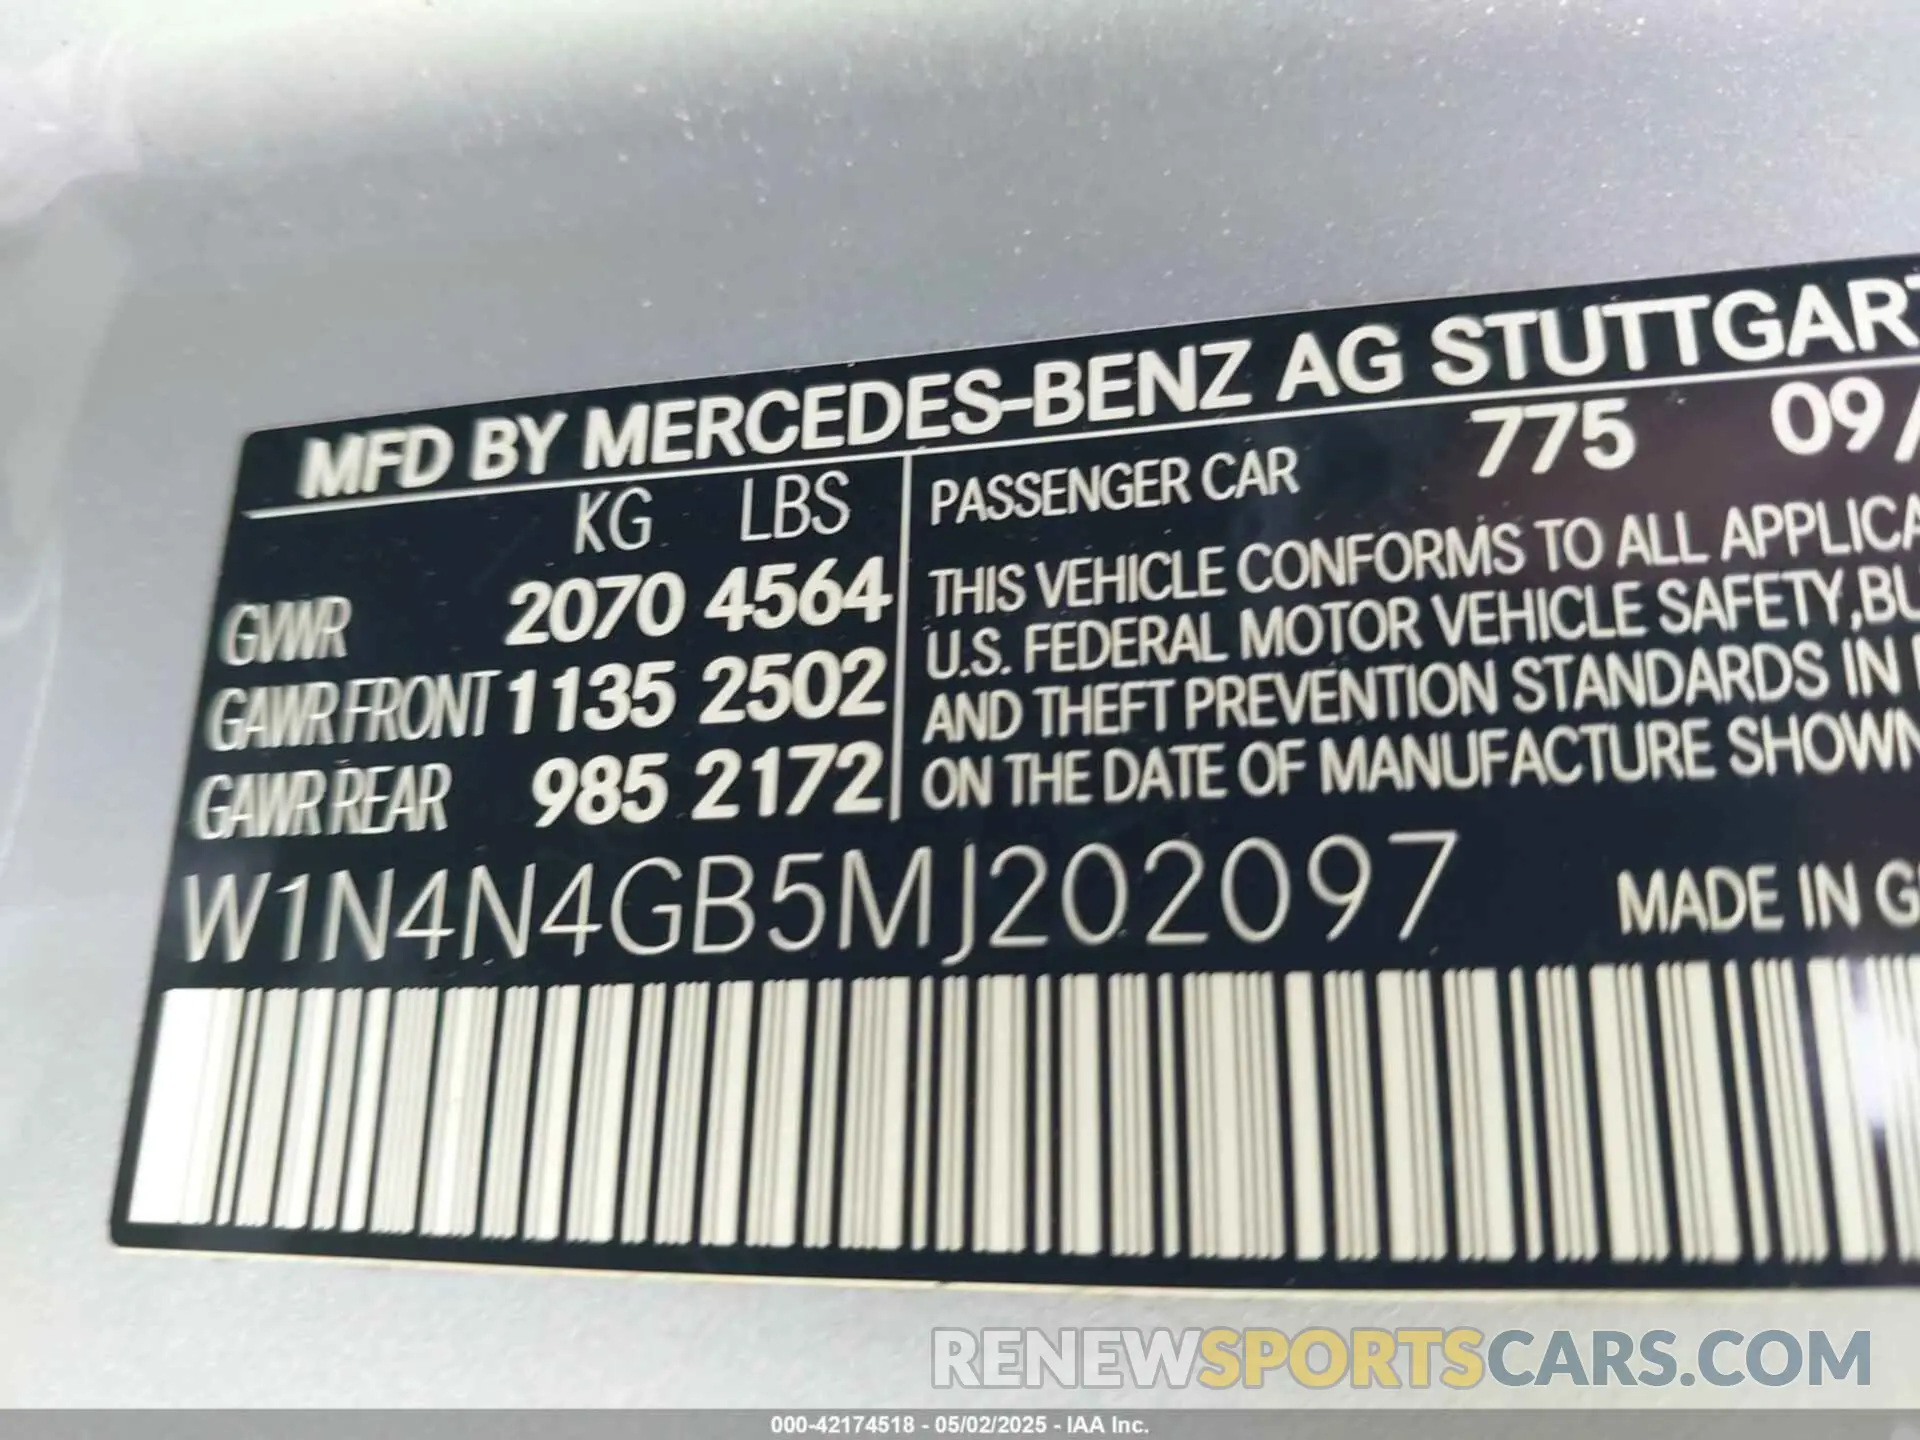 MFD BY MERCEDES-BENZ AG STUTTGART
KG LBS
GVWR 2070 4564
GAWR FRONT 1135 2502
GAWR REAR 985 2172
PASSENGER CAR 775 09/
THIS VEHICLE CONFORMS TO ALL APPLICA
U.S. FEDERAL MOTOR VEHICLE SAFETY,BU
AND THEFT PREVENTION STANDARDS IN
ON THE DATE OF MANUFACTURE SHOWN
W1N4N4GB5MJ202097
MADE IN G
RENEWSPORTSCARS.COM
000-42174518 - 05/02/2025 - IAA Inc.